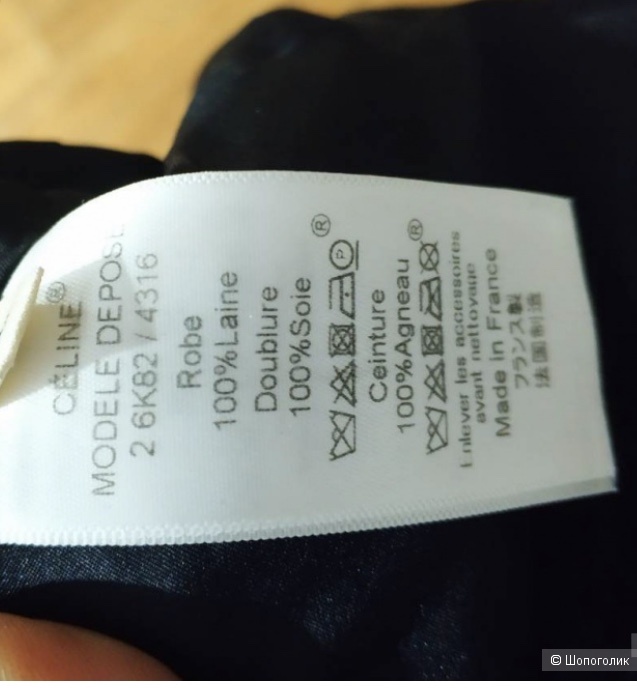 CÉLINE®
MODELE DEPOSE
2 6K82 / 4316
Robe
100%Laine
Doublure
100%Soie
®
P
Ceinture
100%Agneau
®
Enlever les accessoires
avant nettoyage
Made in France
フランス製
法国制造
© Шопоголик